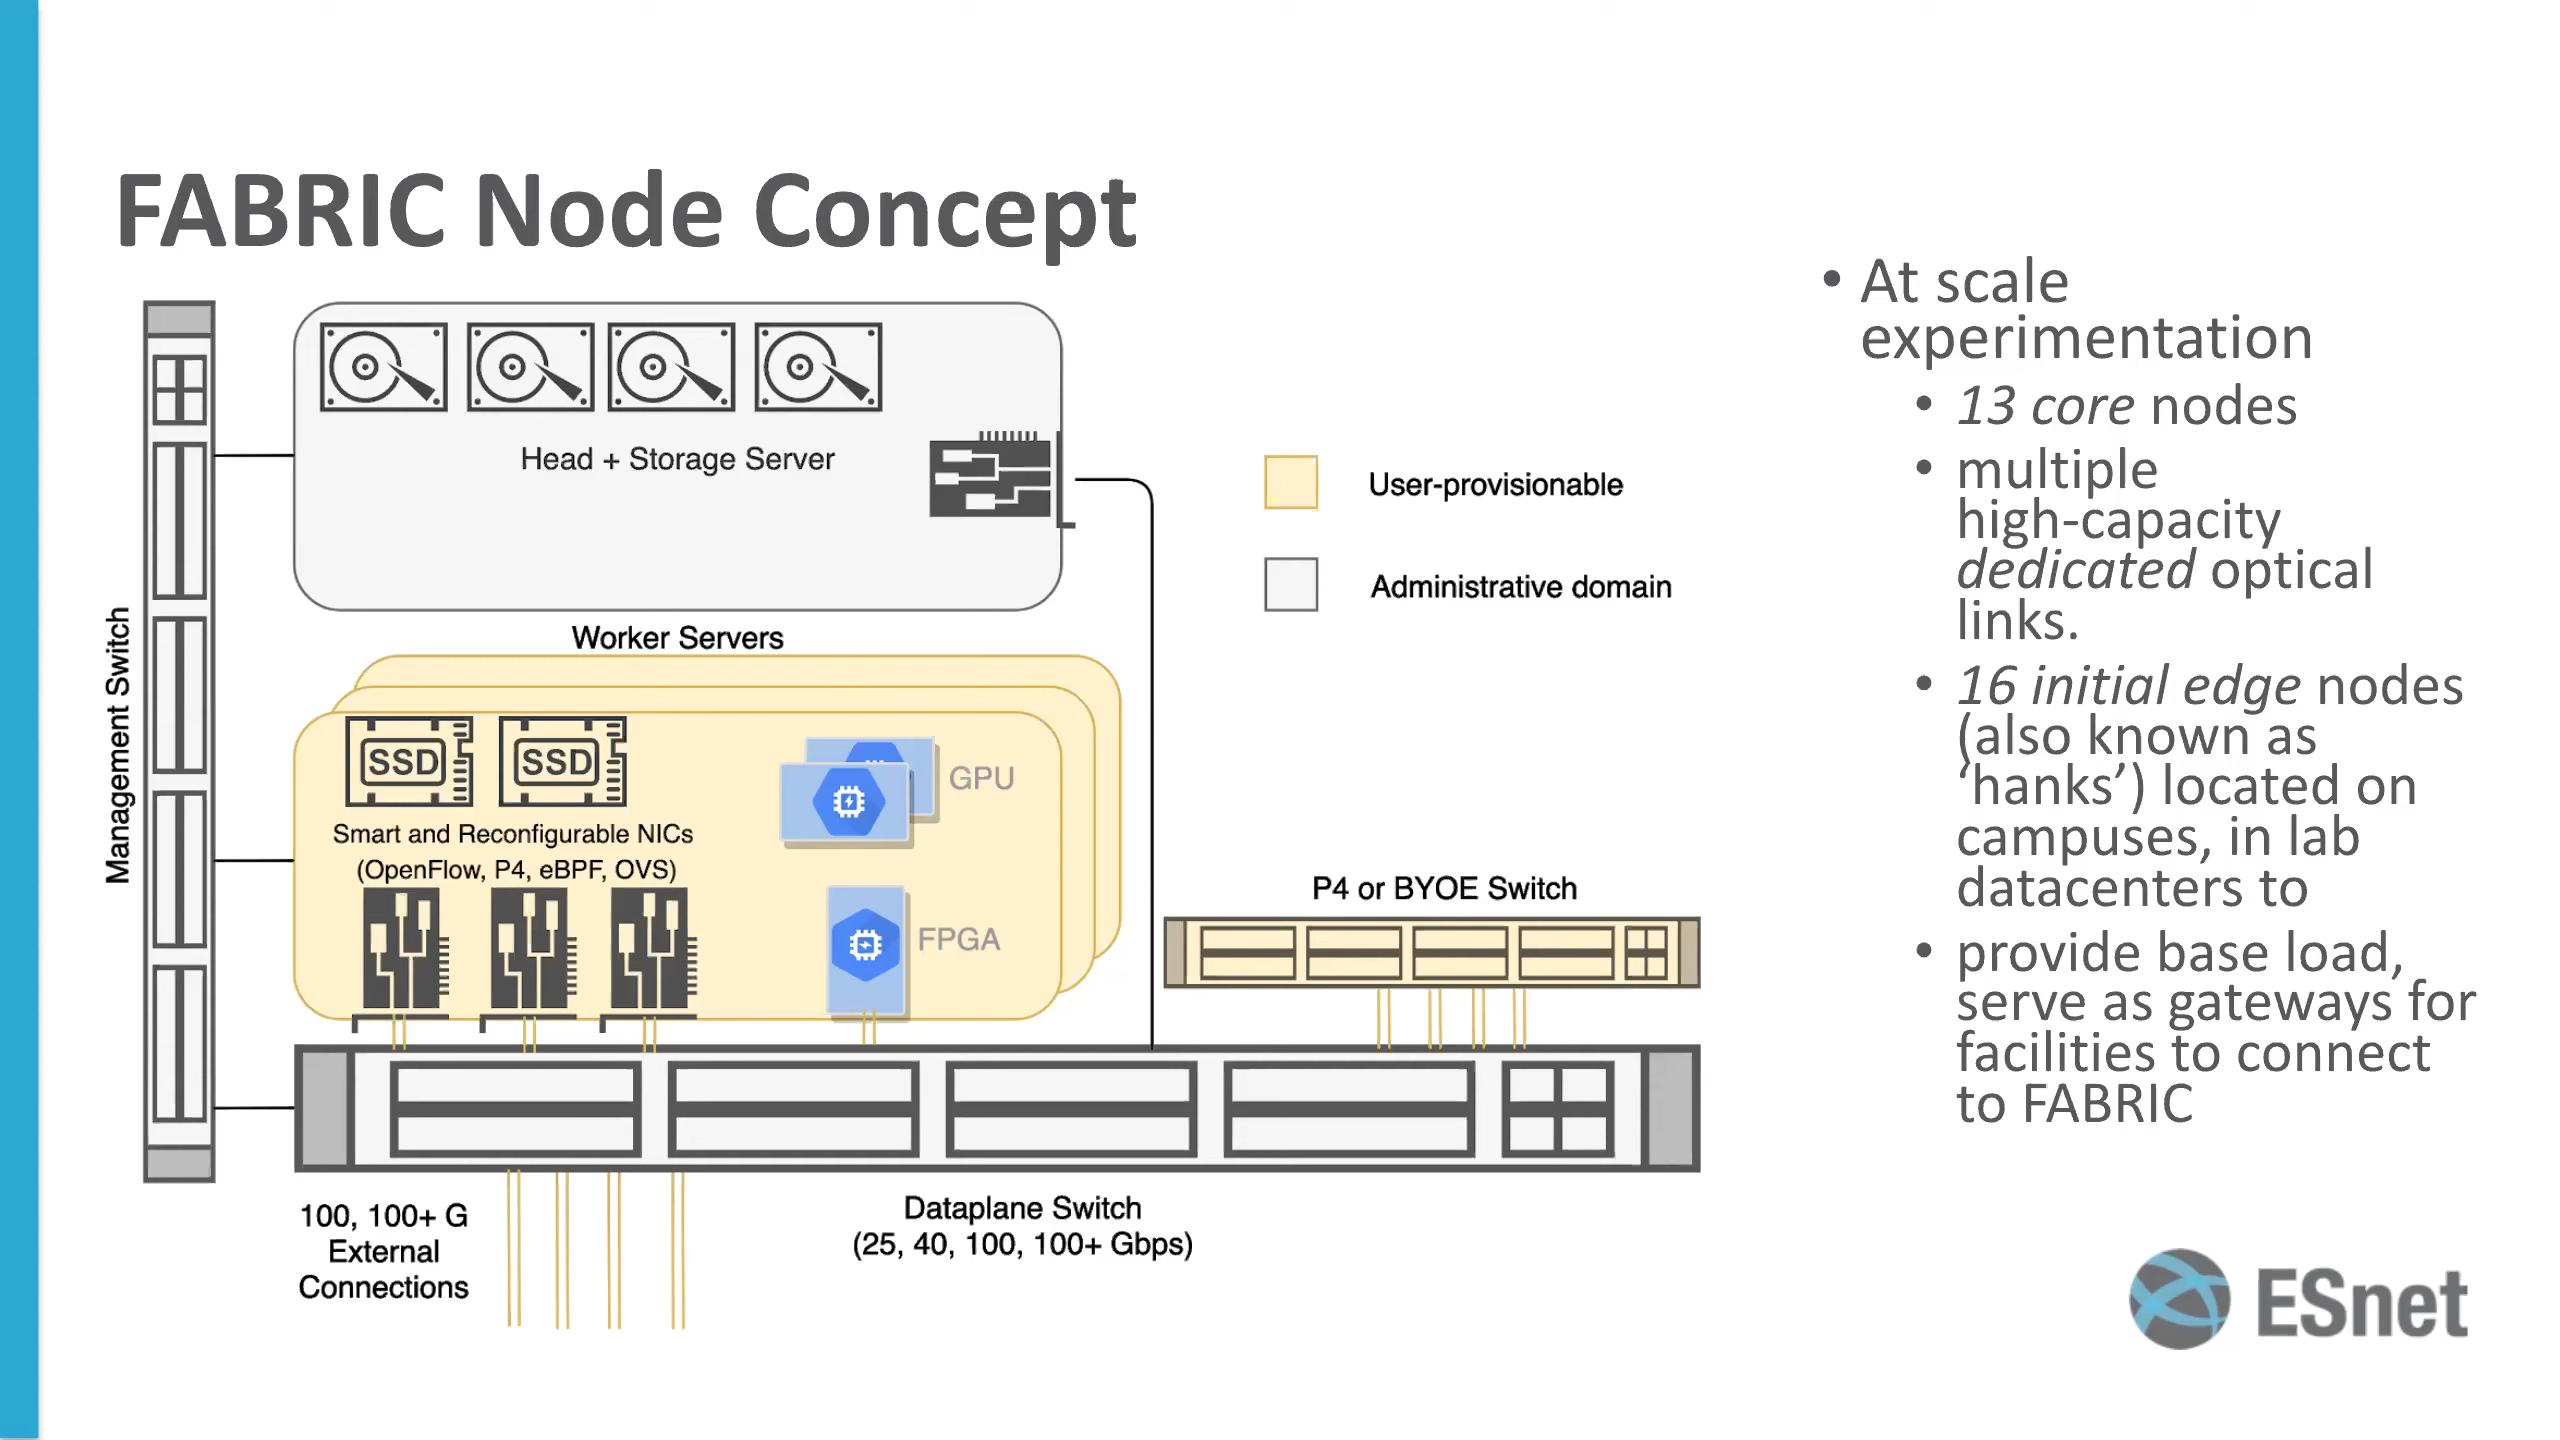 FABRIC Node Concept
Management Switch
Head + Storage Server
Worker Servers
SSD
SSD
GPU
Smart and Reconfigurable NICs
(OpenFlow, P4, eBPF, OVS)
FPGA
User-provisionable
Administrative domain
P4 or BYOE Switch
100, 100+ G
External
Connections
Dataplane Switch
(25, 40, 100, 100+ Gbps)
• At scale
experimentation
• 13 core nodes
• multiple
high-capacity
dedicated optical
links.
• 16 initial edge nodes
(also known as
‘hanks’) located on
campuses, in lab
datacenters to
• provide base load,
serve as gateways for
facilities to connect
to FABRIC
ESnet